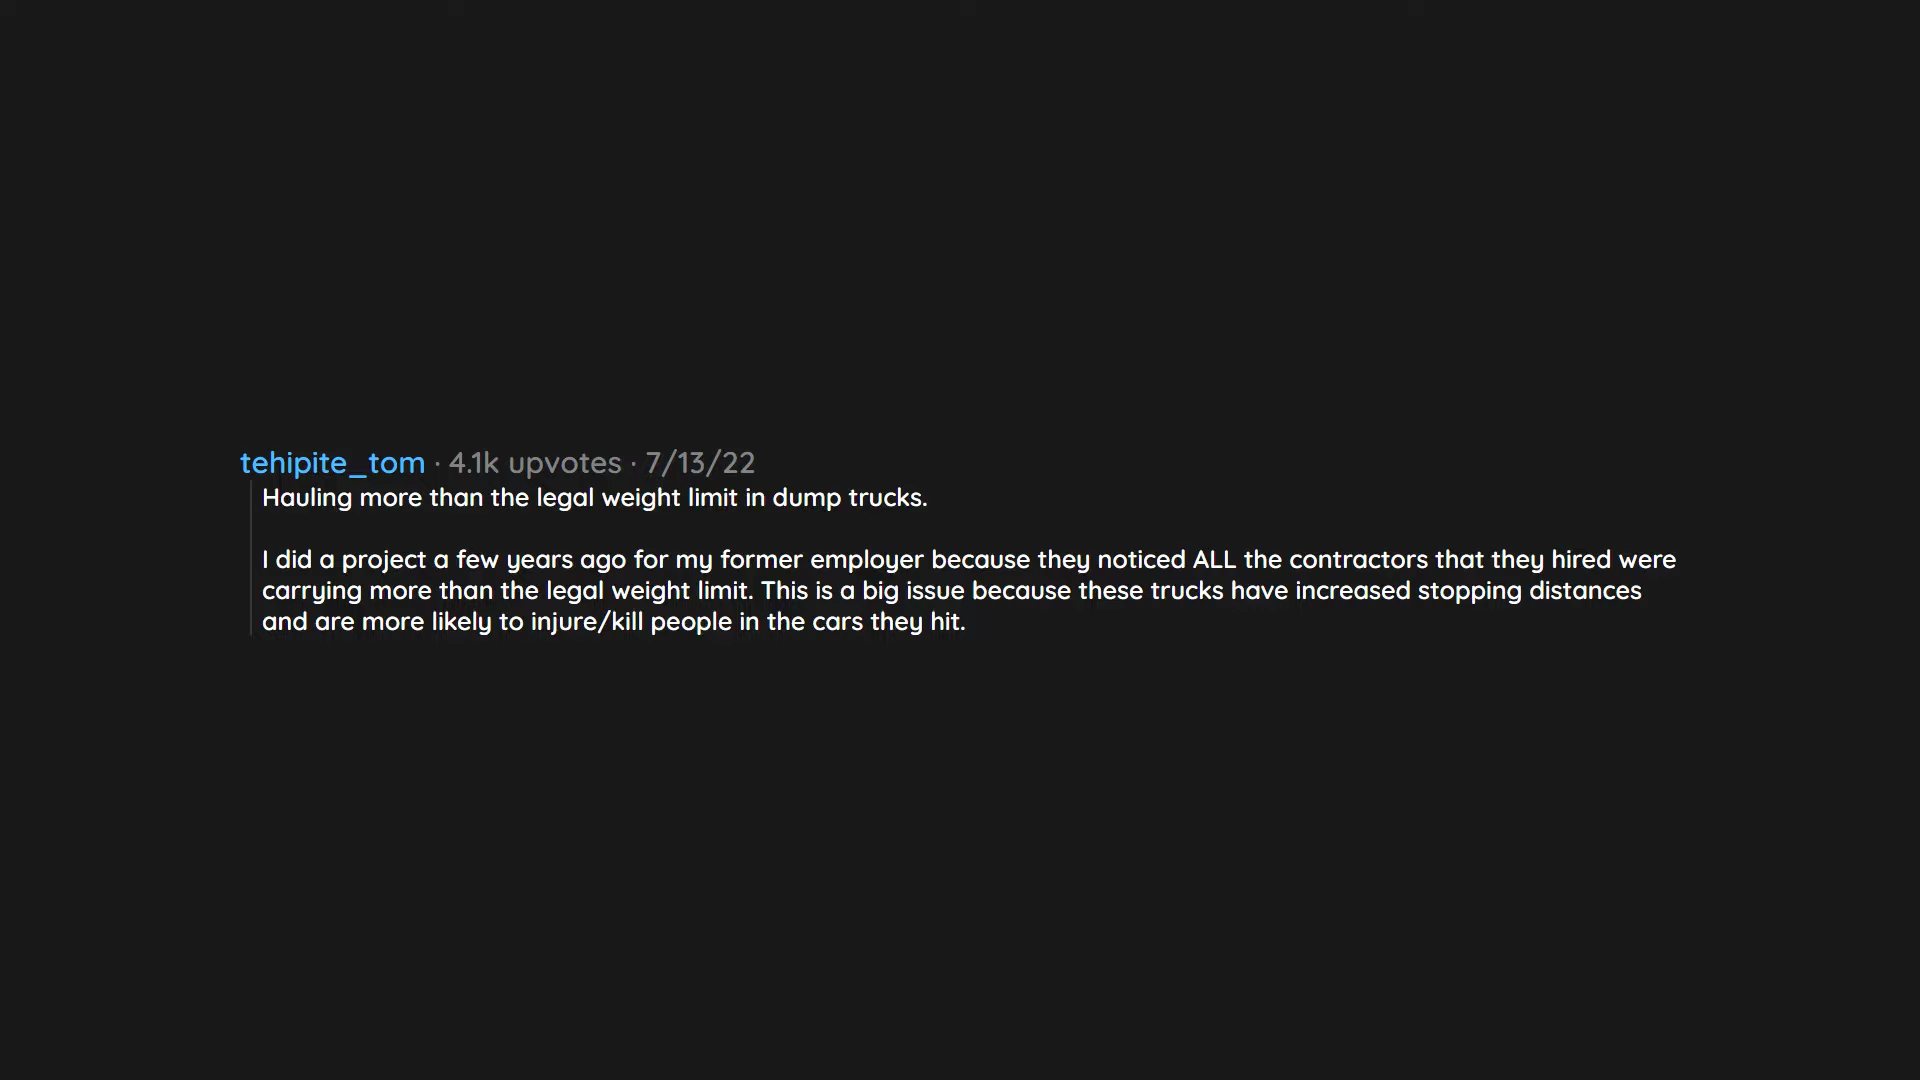 tehipite_tom · 4.1k upvotes · 7/13/22
Hauling more than the legal weight limit in dump trucks.
I did a project a few years ago for my former employer because they noticed ALL the contractors that they hired were
carrying more than the legal weight limit. This is a big issue because these trucks have increased stopping distances
and are more likely to injure/kill people in the cars they hit.